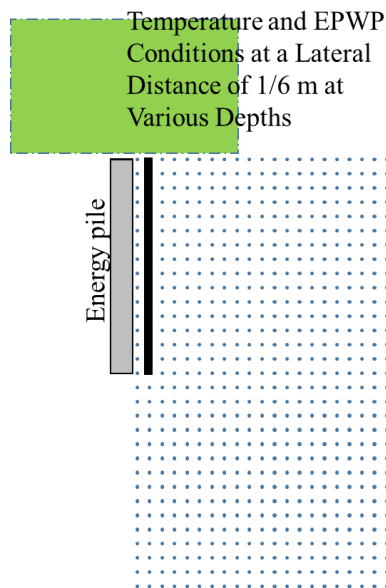 Temperature and EPWP
Conditions at a Lateral
Distance of 1/6 m at
Various Depths
Energy pile